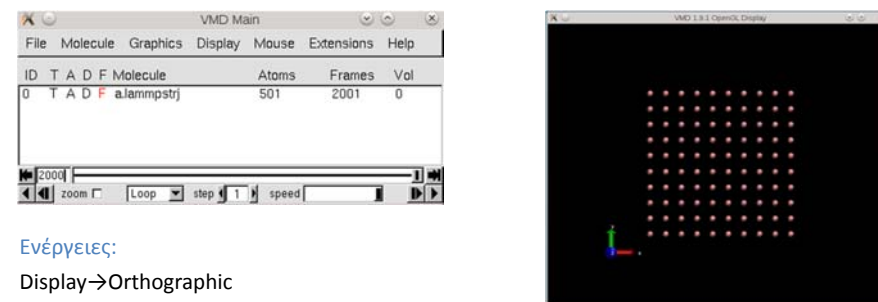 VMD Main
File Molecule Graphics Display Mouse Extensions Help
ID T A D F Molecule Atoms Frames Vol
0 T A D F a.lammpstrj 501 2001 0
2000
zoom Loop step 1 speed
Ενέργειες:
Display→Orthographic
VMD 1.9.1 OpenGL Display